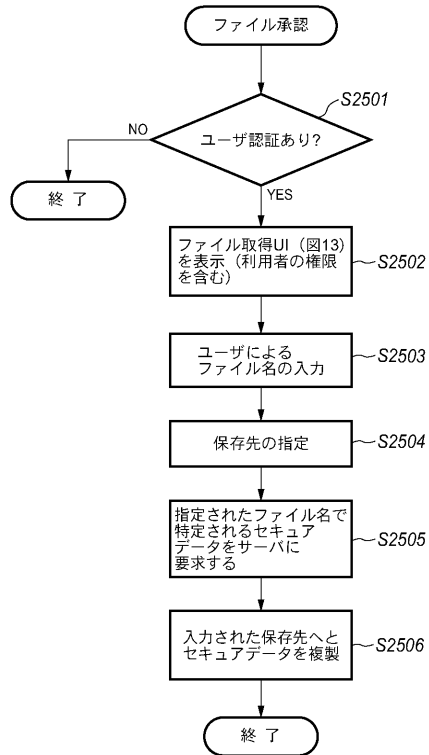 ファイル承認
S2501
ユーザ認証あり?
NO
終 了
YES
ファイル取得UI(図13)
を表示(利用者の権限
を含む)
S2502
ユーザによる
ファイル名の入力
S2503
保存先の指定
S2504
指定されたファイル名で
特定されるセキュア
データをサーバに
要求する
S2505
入力された保存先へと
セキュアデータを複製
S2506
終 了